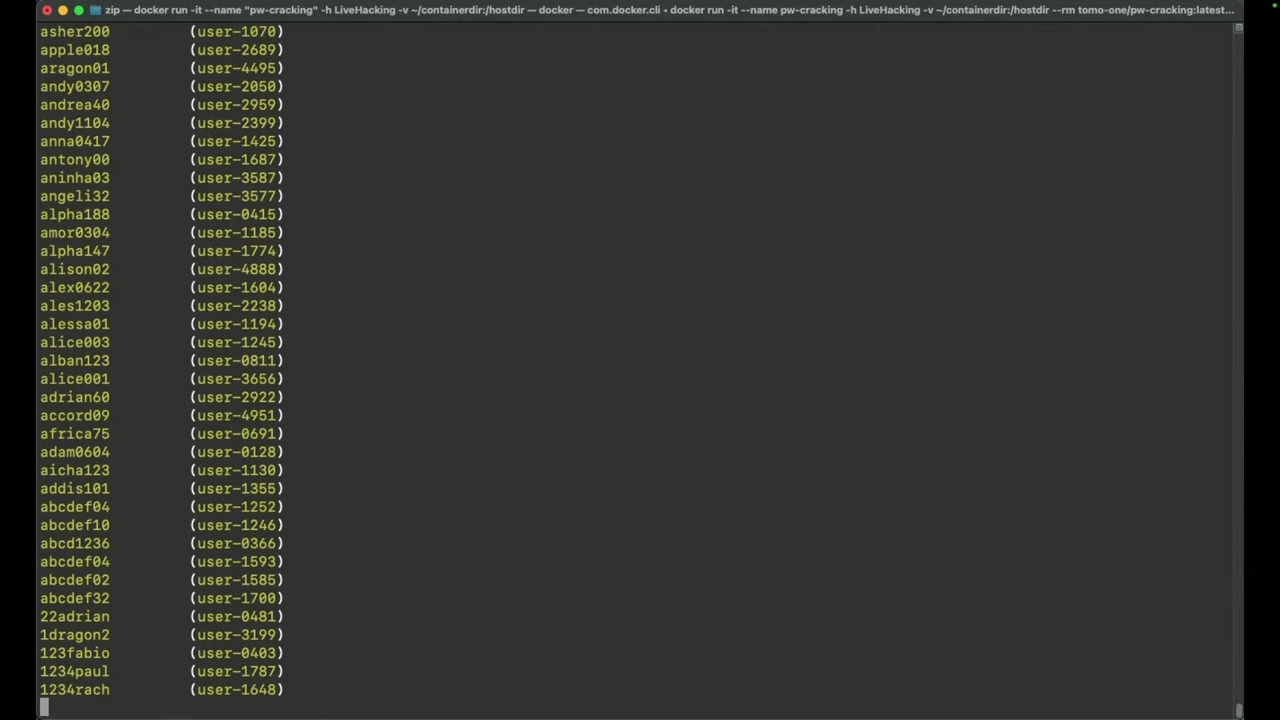 zip — docker run -it --name "pw-cracking" -h LiveHacking -v ~/containerdir:/hostdir — docker — com.docker.cli • docker run -it --name pw-cracking -h LiveHacking -v ~/containerdir:/hostdir --rm tomo-one/pw-cracking:latest...
asher200 (user-1070)
apple018 (user-2689)
aragon01 (user-4495)
andy0307 (user-2050)
andrea40 (user-2959)
andy1104 (user-2399)
anna0417 (user-1425)
antony00 (user-1687)
aninha03 (user-3587)
angeli32 (user-3577)
alpha188 (user-0415)
amor0304 (user-1185)
alpha147 (user-1774)
alison02 (user-4888)
alex0622 (user-1604)
ales1203 (user-2238)
alessa01 (user-1194)
alice003 (user-1245)
alban123 (user-0811)
alice001 (user-3656)
adrian60 (user-2922)
accord09 (user-4951)
africa75 (user-0691)
adam0604 (user-0128)
aicha123 (user-1130)
addis101 (user-1355)
abcdef04 (user-1252)
abcdef10 (user-1246)
abcd1236 (user-0366)
abcdef04 (user-1593)
abcdef02 (user-1585)
abcdef32 (user-1700)
22adrian (user-0481)
1dragon2 (user-3199)
123fabio (user-0403)
1234paul (user-1787)
1234rach (user-1648)